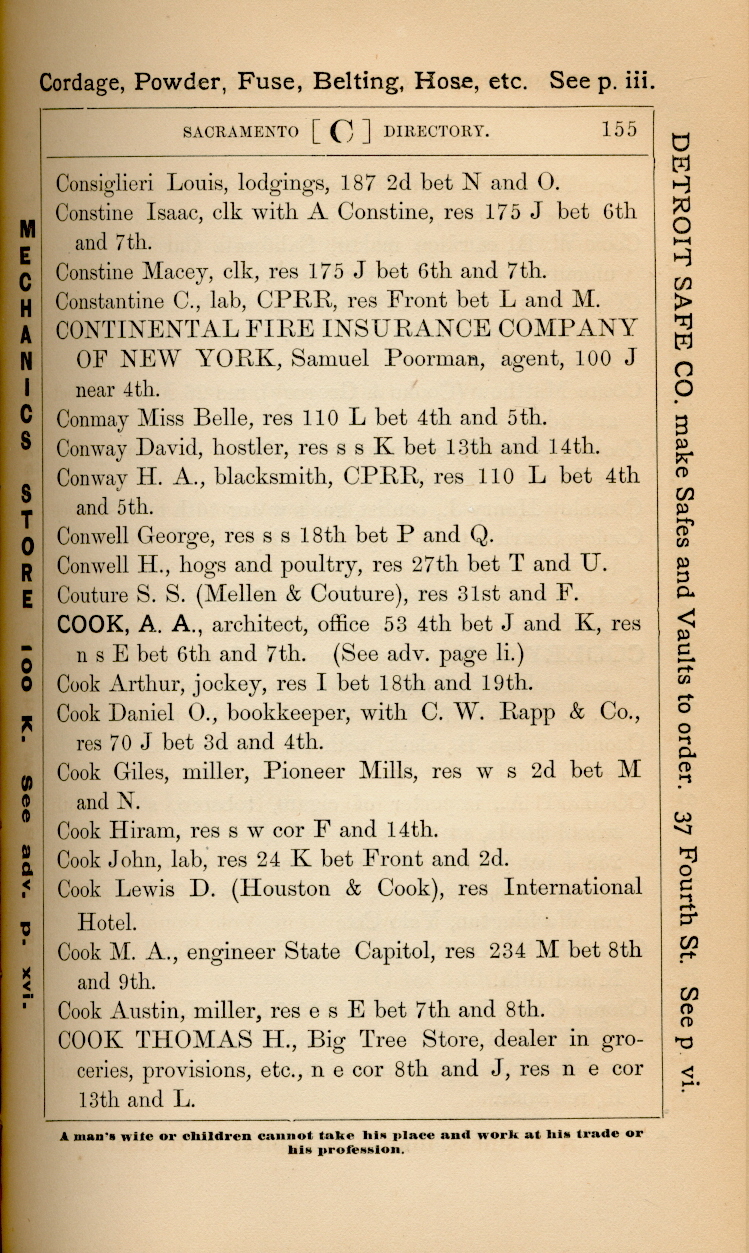 Cordage, Powder, Fuse, Belting, Hose, etc. See p. iii.
SACRAMENTO [ C ] DIRECTORY. 155
Consiglieri Louis, lodgings, 187 2d bet N and O.
Constine Isaac, clk with A Constine, res 175 J bet 6th
and 7th.
Constine Macey, clk, res 175 J bet 6th and 7th.
Constantine C., lab, CPRR, res Front bet L and M.
CONTINENTAL FIRE INSURANCE COMPANY
OF NEW YORK, Samuel Poorman, agent, 100 J
near 4th.
Conmay Miss Belle, res 110 L bet 4th and 5th.
Conway David, hostler, res s s K bet 13th and 14th.
Conway H. A., blacksmith, CPRR, res 110 L bet 4th
and 5th.
Conwell George, res s s 18th bet P and Q.
Conwell H., hogs and poultry, res 27th bet T and U.
Couture S. S. (Mellen & Couture), res 31st and F.
COOK, A. A., architect, office 53 4th bet J and K, res
n s E bet 6th and 7th. (See adv. page li.)
Cook Arthur, jockey, res I bet 18th and 19th.
Cook Daniel O., bookkeeper, with C. W. Rapp & Co.,
res 70 J bet 3d and 4th.
Cook Giles, miller, Pioneer Mills, res w s 2d bet M
and N.
Cook Hiram, res s w cor F and 14th.
Cook John, lab, res 24 K bet Front and 2d.
Cook Lewis D. (Houston & Cook), res International
Hotel.
Cook M. A., engineer State Capitol, res 234 M bet 8th
and 9th.
Cook Austin, miller, res e s E bet 7th and 8th.
COOK THOMAS H., Big Tree Store, dealer in gro-
ceries, provisions, etc., n e cor 8th and J, res n e cor
13th and L.
A man's wife or children cannot take his place and work at his trade or
his profession.
MECHANICS STORE 100 K. See adv. p. xvi.
DETROIT SAFE CO. make Safes and Vaults to order. 37 Fourth St. See p. vi.